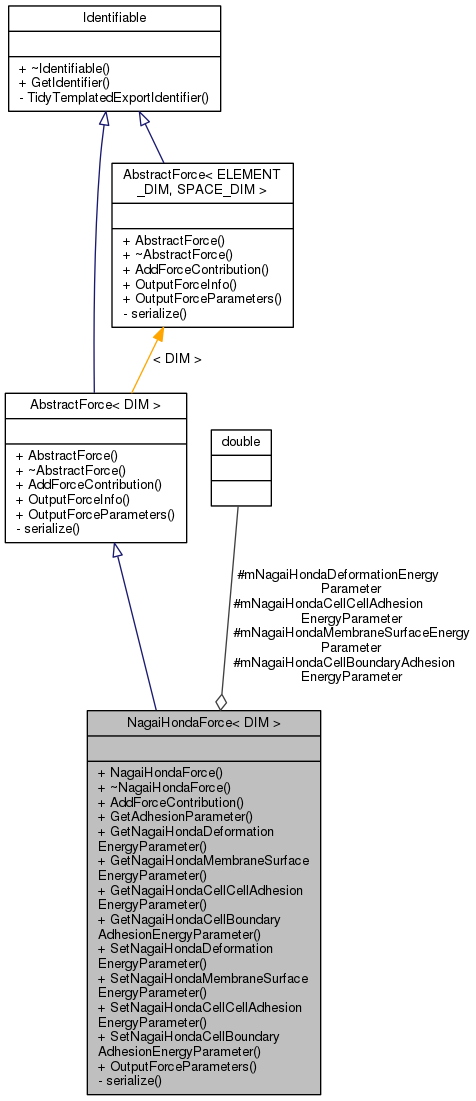 Identifiable
+ ~Identifiable()
+ GetIdentifier()
- TidyTemplatedExportIdentifier()
AbstractForce< ELEMENT
_DIM, SPACE_DIM >
+ AbstractForce()
+ ~AbstractForce()
+ AddForceContribution()
+ OutputForceInfo()
+ OutputForceParameters()
- serialize()
< DIM >
AbstractForce< DIM >
+ AbstractForce()
+ ~AbstractForce()
+ AddForceContribution()
+ OutputForceInfo()
+ OutputForceParameters()
- serialize()
double
#mNagaiHondaDeformationEnergy
Parameter
#mNagaiHondaCellCellAdhesion
EnergyParameter
#mNagaiHondaMembraneSurfaceEnergy
Parameter
#mNagaiHondaCellBoundaryAdhesion
EnergyParameter
NagaiHondaForce< DIM >
+ NagaiHondaForce()
+ ~NagaiHondaForce()
+ AddForceContribution()
+ GetAdhesionParameter()
+ GetNagaiHondaDeformation
EnergyParameter()
+ GetNagaiHondaMembraneSurface
EnergyParameter()
+ GetNagaiHondaCellCellAdhesion
EnergyParameter()
+ GetNagaiHondaCellBoundary
AdhesionEnergyParameter()
+ SetNagaiHondaDeformation
EnergyParameter()
+ SetNagaiHondaMembraneSurface
EnergyParameter()
+ SetNagaiHondaCellCellAdhesion
EnergyParameter()
+ SetNagaiHondaCellBoundary
AdhesionEnergyParameter()
+ OutputForceParameters()
- serialize()